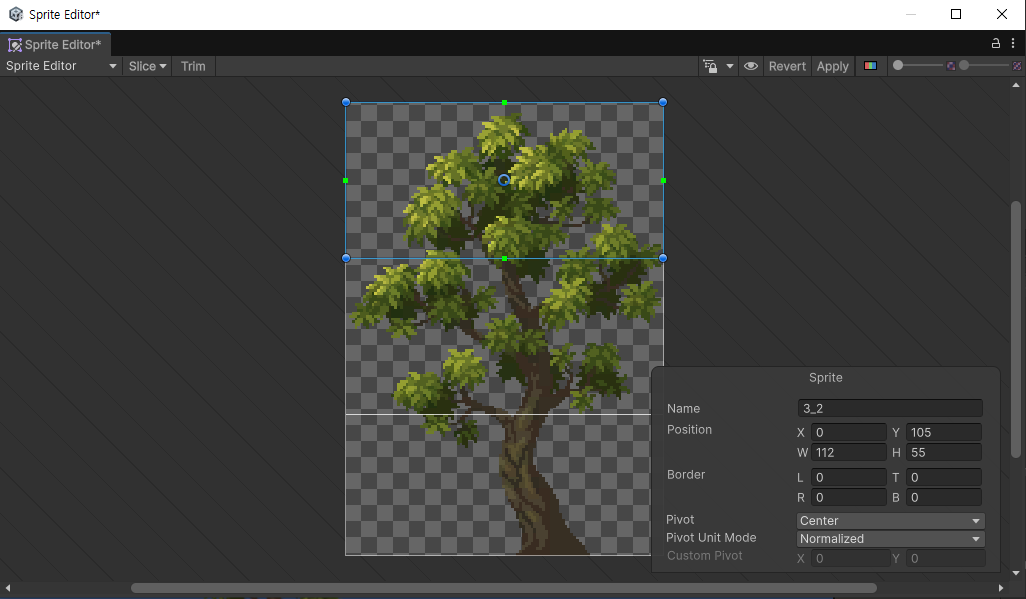 Sprite Editor*
Sprite Editor*
Sprite Editor Slice Trim Revert Apply
Sprite
Name 3_2
Position X 0 Y 105
W 112 H 55
Border L 0 T 0
R 0 B 0
Pivot Center
Pivot Unit Mode Normalized
Custom Pivot X 0 Y 0